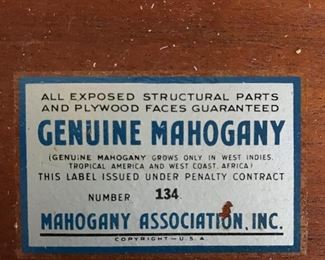 ALL EXPOSED STRUCTURAL PARTS
AND PLYWOOD FACES GUARANTEED
GENUINE MAHOGANY
(GENUINE MAHOGANY GROWS ONLY IN WEST INDIES,
TROPICAL AMERICA AND WEST COAST, AFRICA)
THIS LABEL ISSUED UNDER PENALTY CONTRACT
NUMBER 134
MAHOGANY ASSOCIATION, INC.
COPYRIGHT-U.S.A.